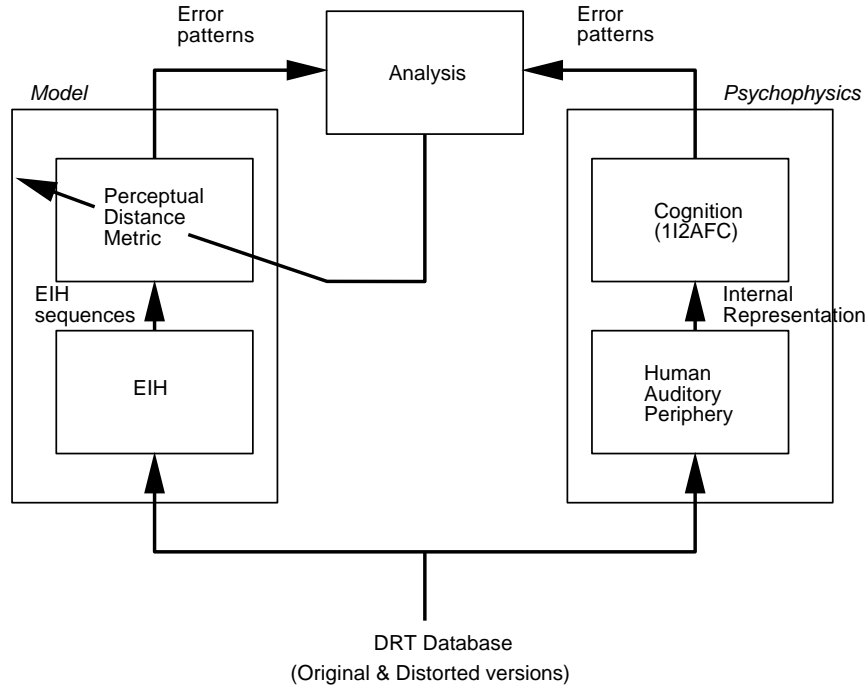 Error
patterns
Error
patterns
Analysis
Model
Psychophysics
Perceptual
Distance
Metric
Cognition
(1I2AFC)
EIH
sequences
Internal
Representation
EIH
Human
Auditory
Periphery
DRT Database
(Original & Distorted versions)